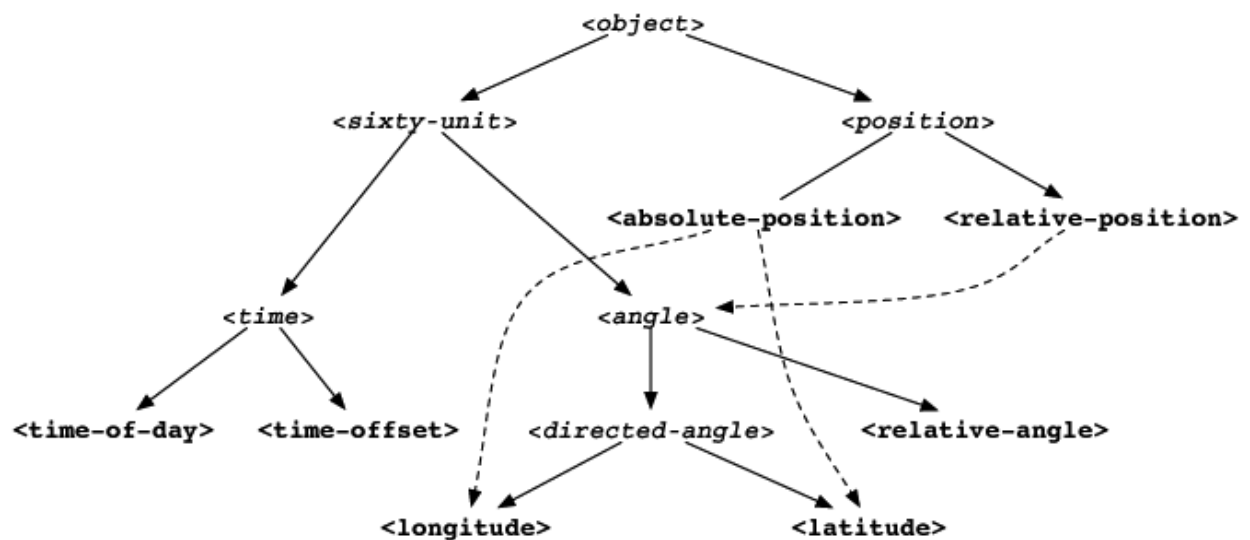 <object>
<sixty-unit> <position>
<absolute-position> <relative-position>
<time> <angle>
<time-of-day> <time-offset> <directed-angle> <relative-angle>
<longitude> <latitude>